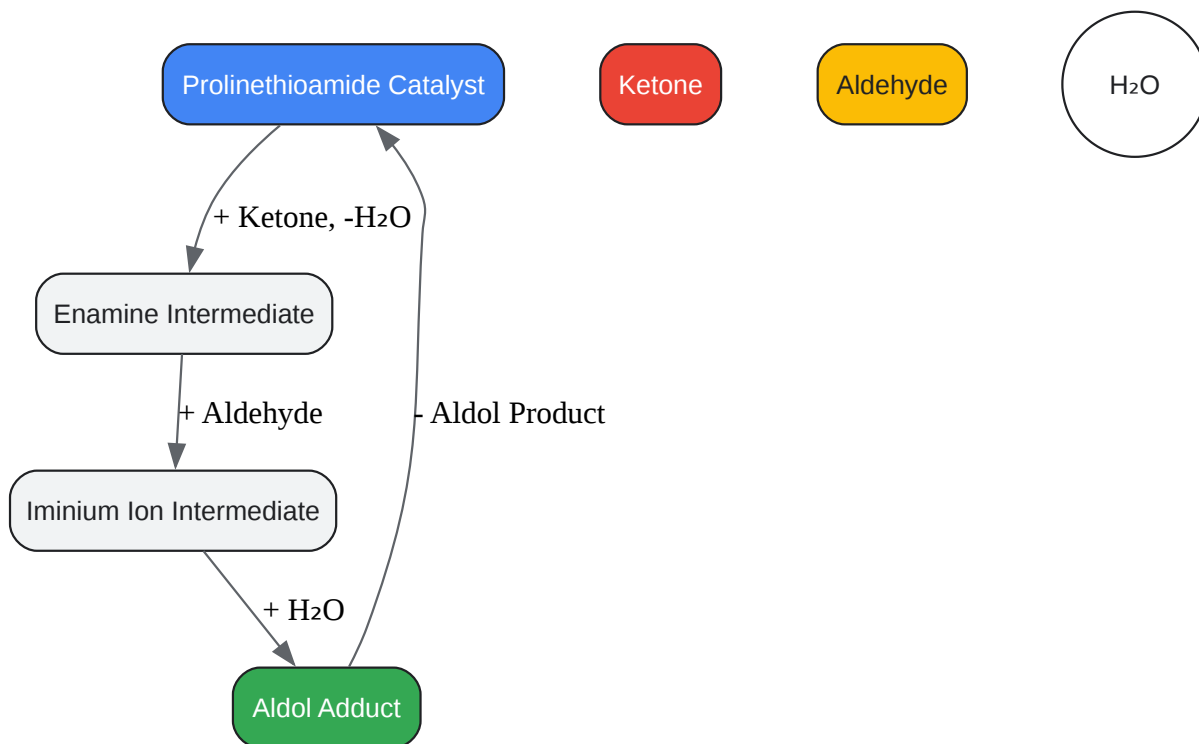 Prolinethioamide Catalyst
Ketone
Aldehyde
H₂O
+ Ketone, -H₂O
Enamine Intermediate
+ Aldehyde
- Aldol Product
Iminium Ion Intermediate
+ H₂O
Aldol Adduct